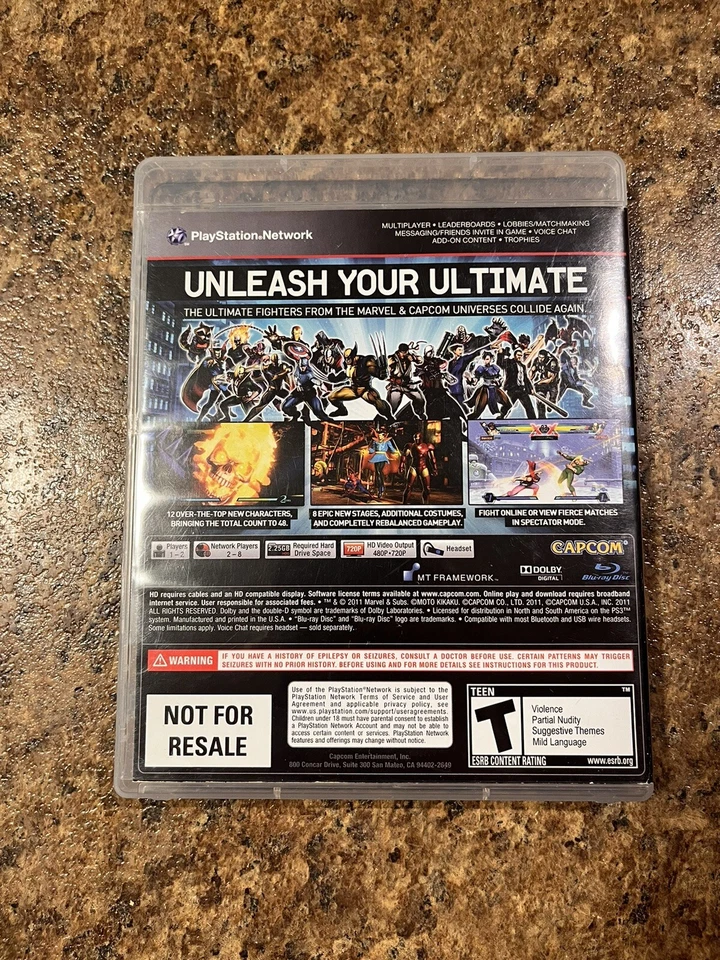 PlayStation®Network
MULTIPLAYER • LEADERBOARDS • LOBBIES/MATCHMAKING
MESSAGING/FRIENDS INVITE IN GAME • VOICE CHAT
ADD-ON CONTENT • TROPHIES
UNLEASH YOUR ULTIMATE
THE ULTIMATE FIGHTERS FROM THE MARVEL & CAPCOM UNIVERSES COLLIDE AGAIN.
12 OVER-THE-TOP NEW CHARACTERS,
BRINGING THE TOTAL COUNT TO 48.
8 EPIC NEW STAGES, ADDITIONAL COSTUMES,
AND COMPLETELY REBALANCED GAMEPLAY.
FIGHT ONLINE OR VIEW FIERCE MATCHES
IN SPECTATOR MODE.
Players
1-2
Network Players
2-8
2.25GB
Required Hard
Drive Space
720P
HD Video Output
480P•720P
Headset
CAPCOM®
MT FRAMEWORK™
DOLBY
DIGITAL
Blu-ray Disc
HD requires cables and an HD compatible display. Software license terms available at www.capcom.com. Online play and download requires broadband
internet service. User responsible for associated fees. • ™ & © 2011 Marvel & Subs. ©MOTO KIKAKU. ©CAPCOM CO., LTD. 2011, ©CAPCOM U.S.A., INC. 2011
ALL RIGHTS RESERVED. Dolby and the double-D symbol are trademarks of Dolby Laboratories. • Licensed for distribution in North and South America on the PS3™
system. Manufactured and printed in the U.S.A. • "Blu-ray Disc" and "Blu-ray Disc" logo are trademarks. • Compatible with most Bluetooth and USB wire headsets.
Some limitations apply. Voice Chat requires headset — sold separately.
WARNING
IF YOU HAVE A HISTORY OF EPILEPSY OR SEIZURES, CONSULT A DOCTOR BEFORE USE. CERTAIN PATTERNS MAY TRIGGER
SEIZURES WITH NO PRIOR HISTORY. BEFORE USING AND FOR MORE DETAILS SEE INSTRUCTIONS FOR THIS PRODUCT.
NOT FOR
RESALE
Use of the PlayStation®Network is subject to the
PlayStation Network Terms of Service and User
Agreement and applicable privacy policy, see
www.us.playstation.com/support/useragreements.
Children under 18 must have parental consent to establish
a PlayStation Network Account and may not be able to
access certain content or services. PlayStation Network
features and offerings may change without notice.
Capcom Entertainment, Inc.
800 Concar Drive, Suite 300 San Mateo, CA 94402-2649
TEEN
™
T
Violence
Partial Nudity
Suggestive Themes
Mild Language
ESRB CONTENT RATING
www.esrb.org